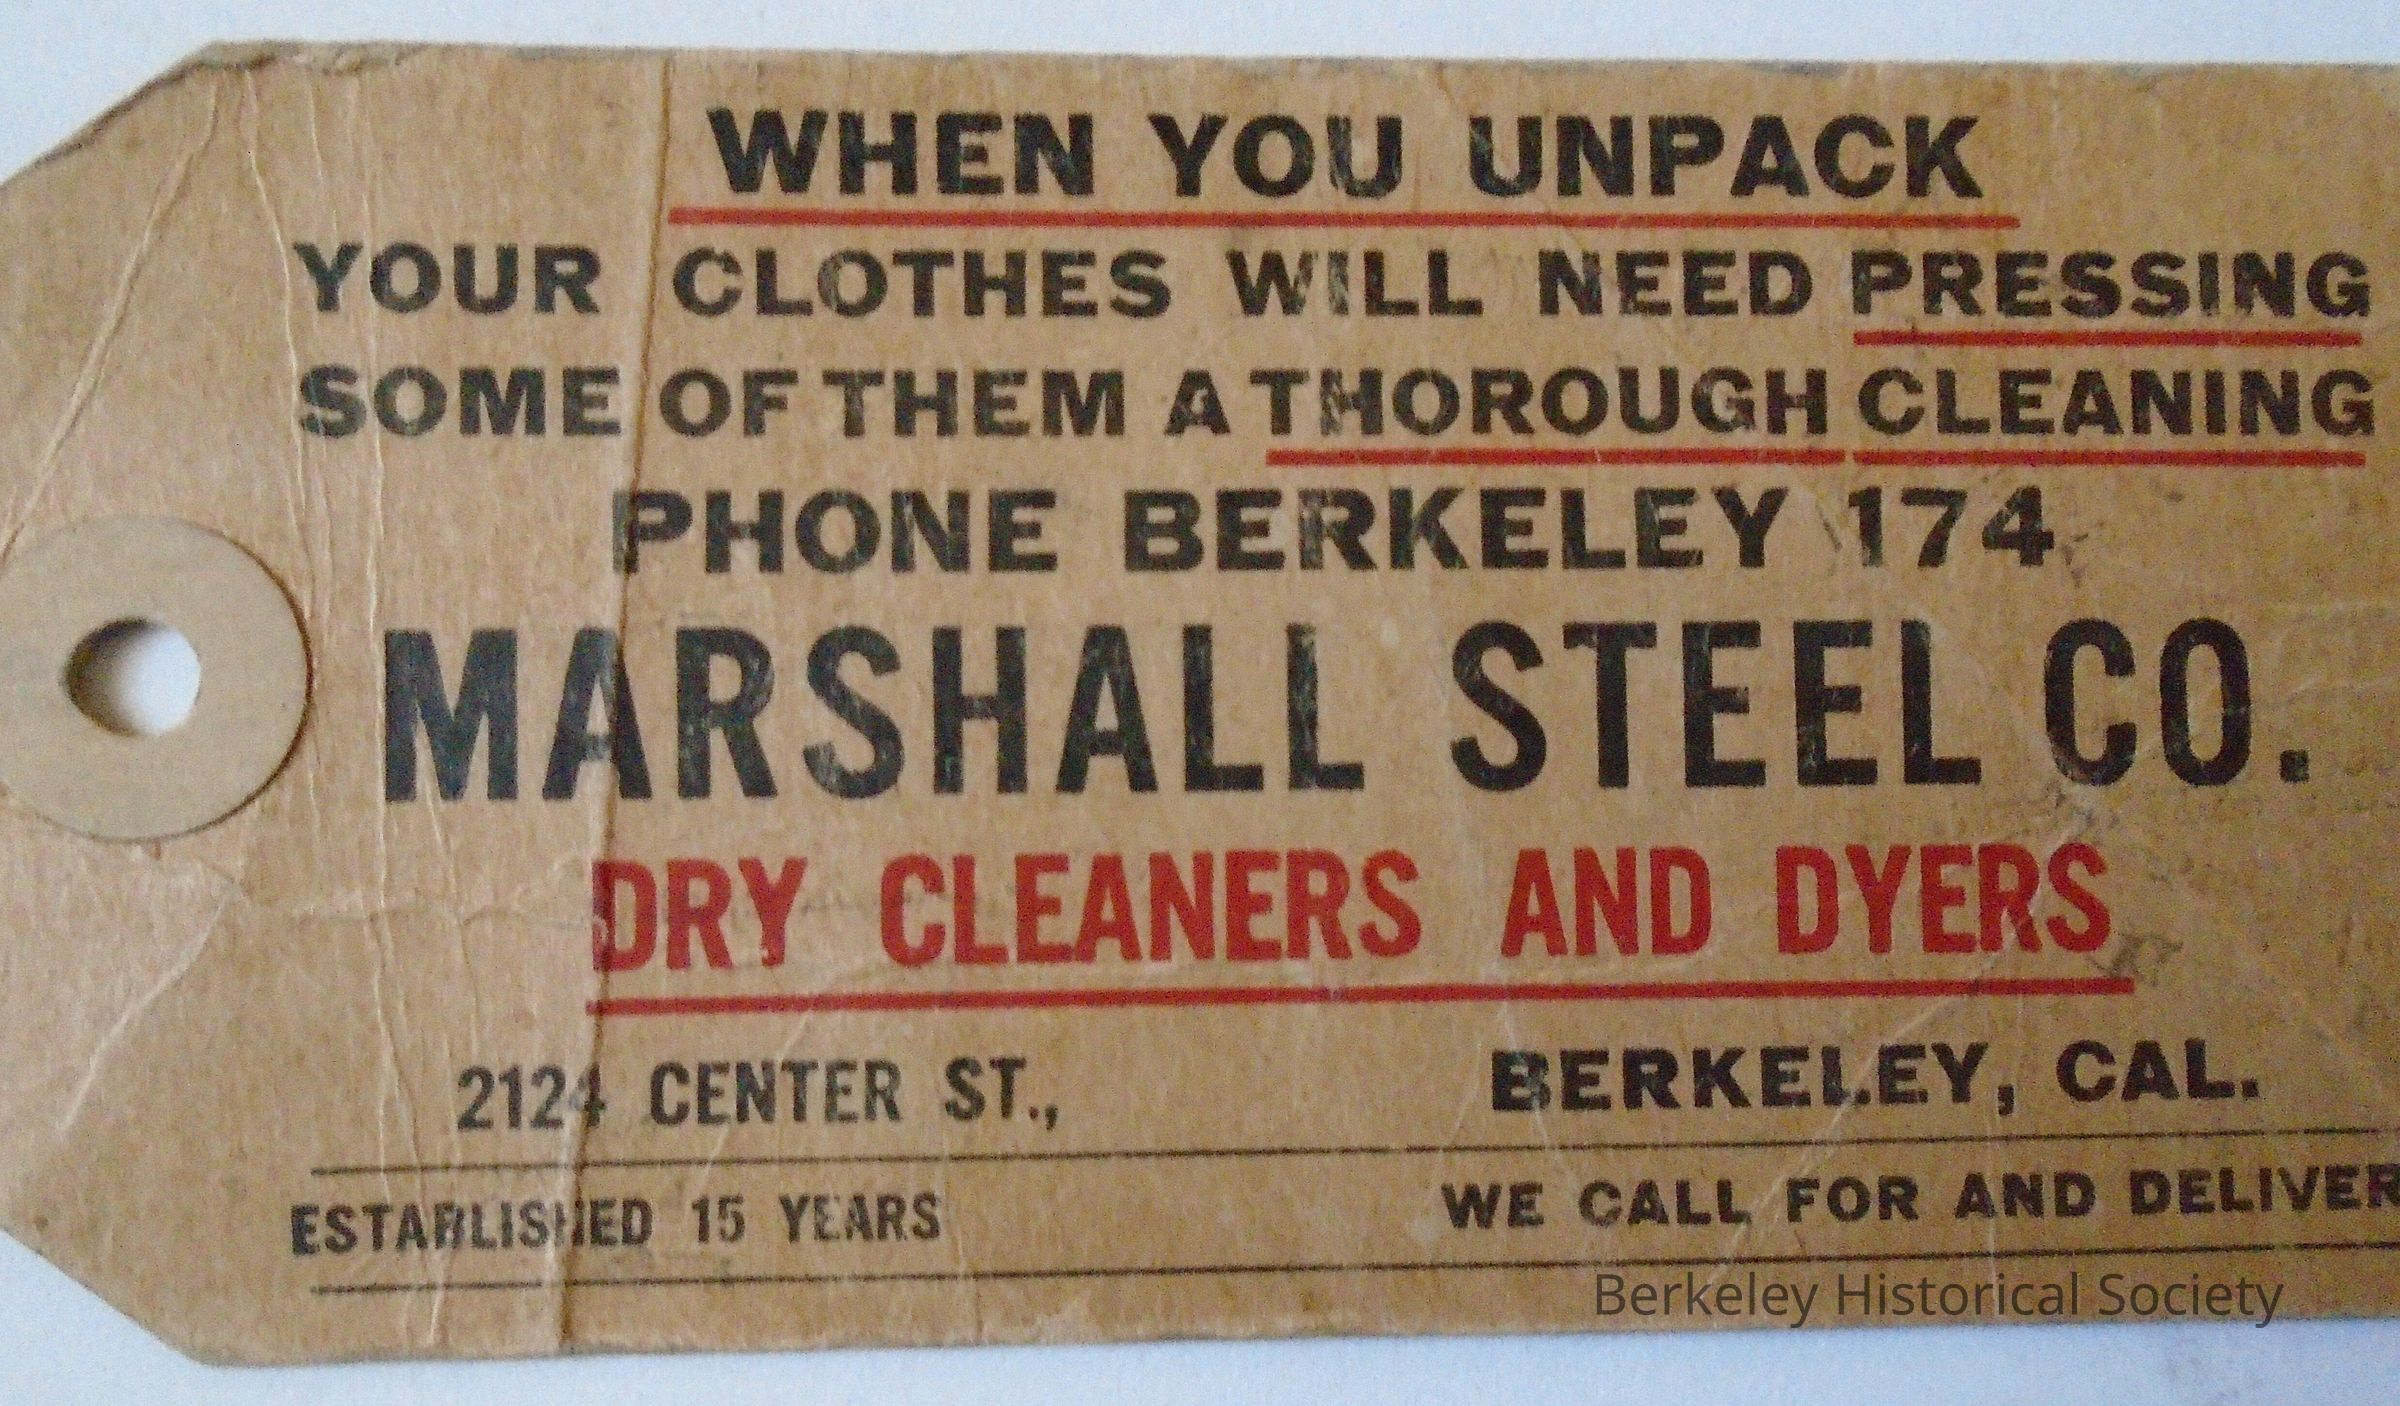 WHEN YOU UNPACK
YOUR CLOTHES WILL NEED PRESSING
SOME OF THEM A THOROUGH CLEANING
PHONE BERKELEY 174
MARSHALL STEEL CO.
DRY CLEANERS AND DYERS
2124 CENTER ST., BERKELEY, CAL.
ESTABLISHED 15 YEARS WE CALL FOR AND DELIVER
Berkeley Historical Society